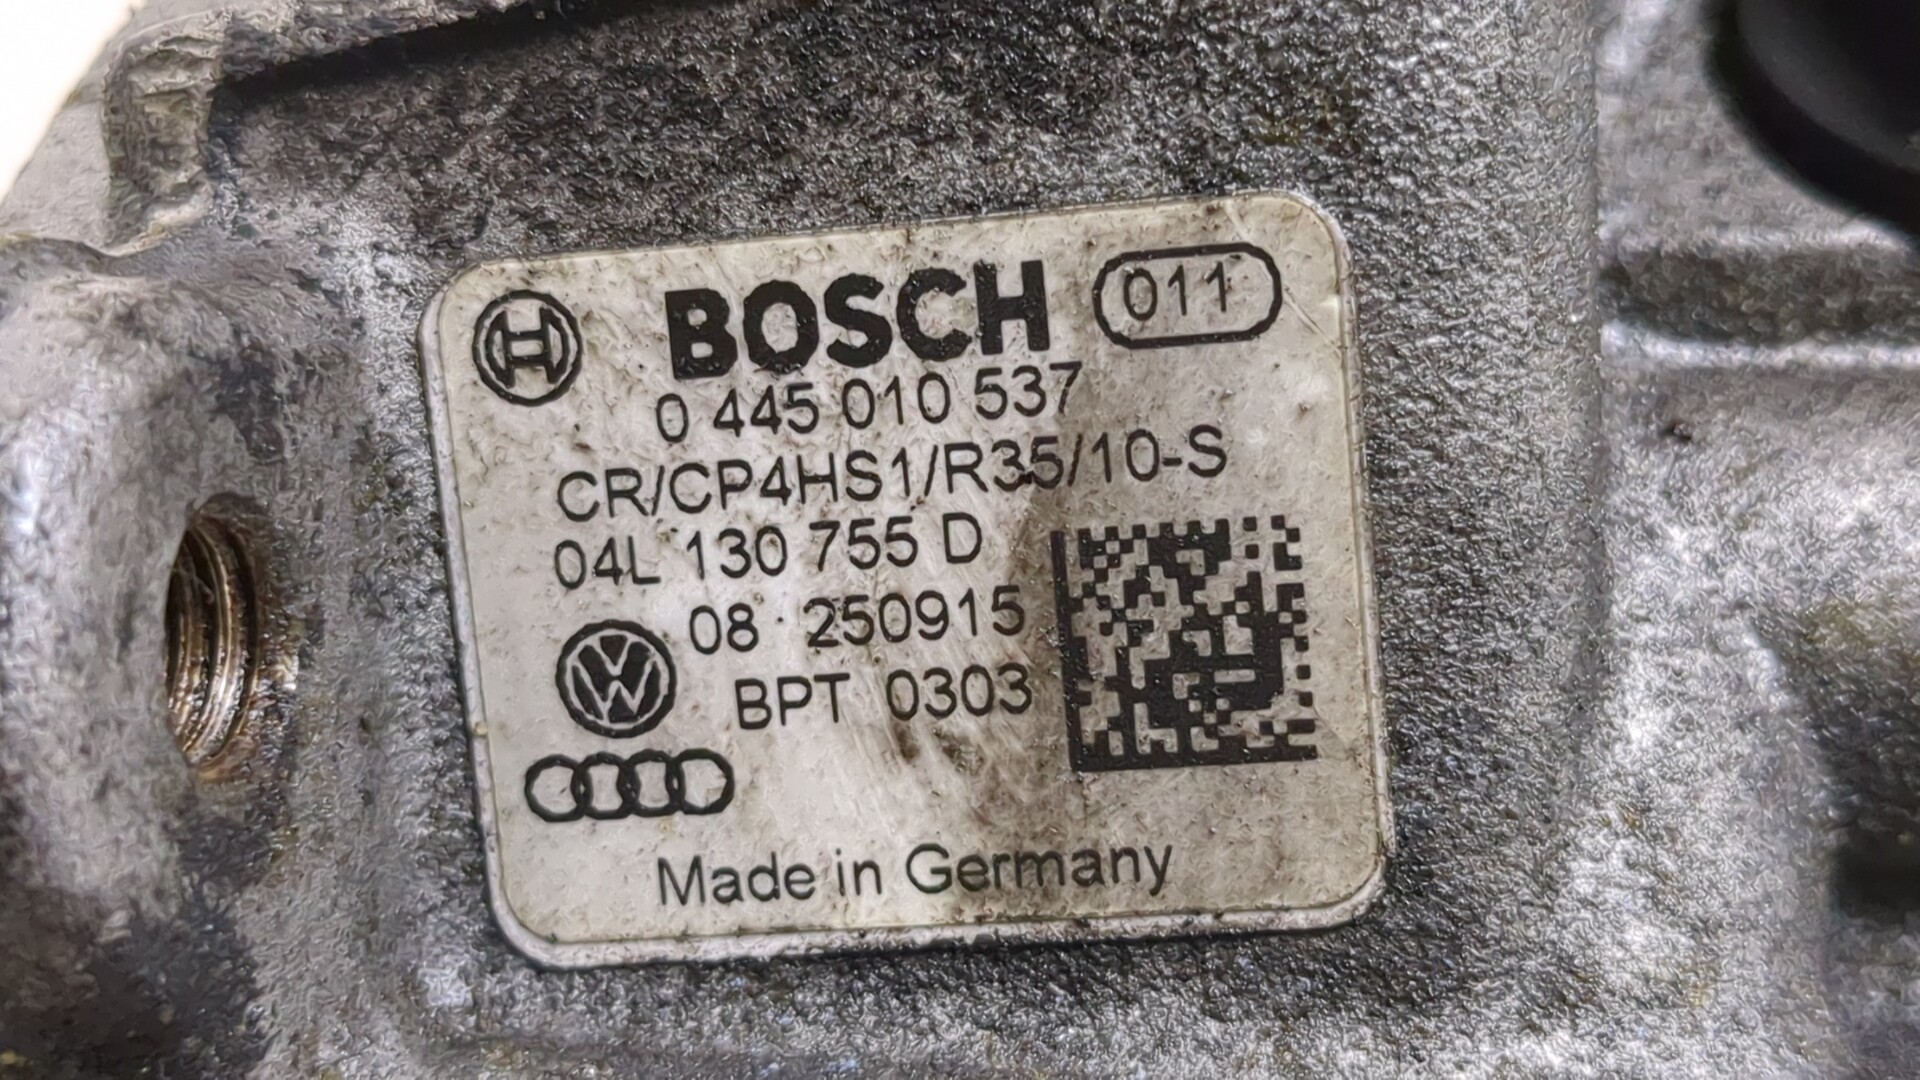 BOSCH 011
0 445 010 537
CR/CP4HS1/R35/10-S
04L 130 755 D
08 250915
BPT 0303
Made in Germany